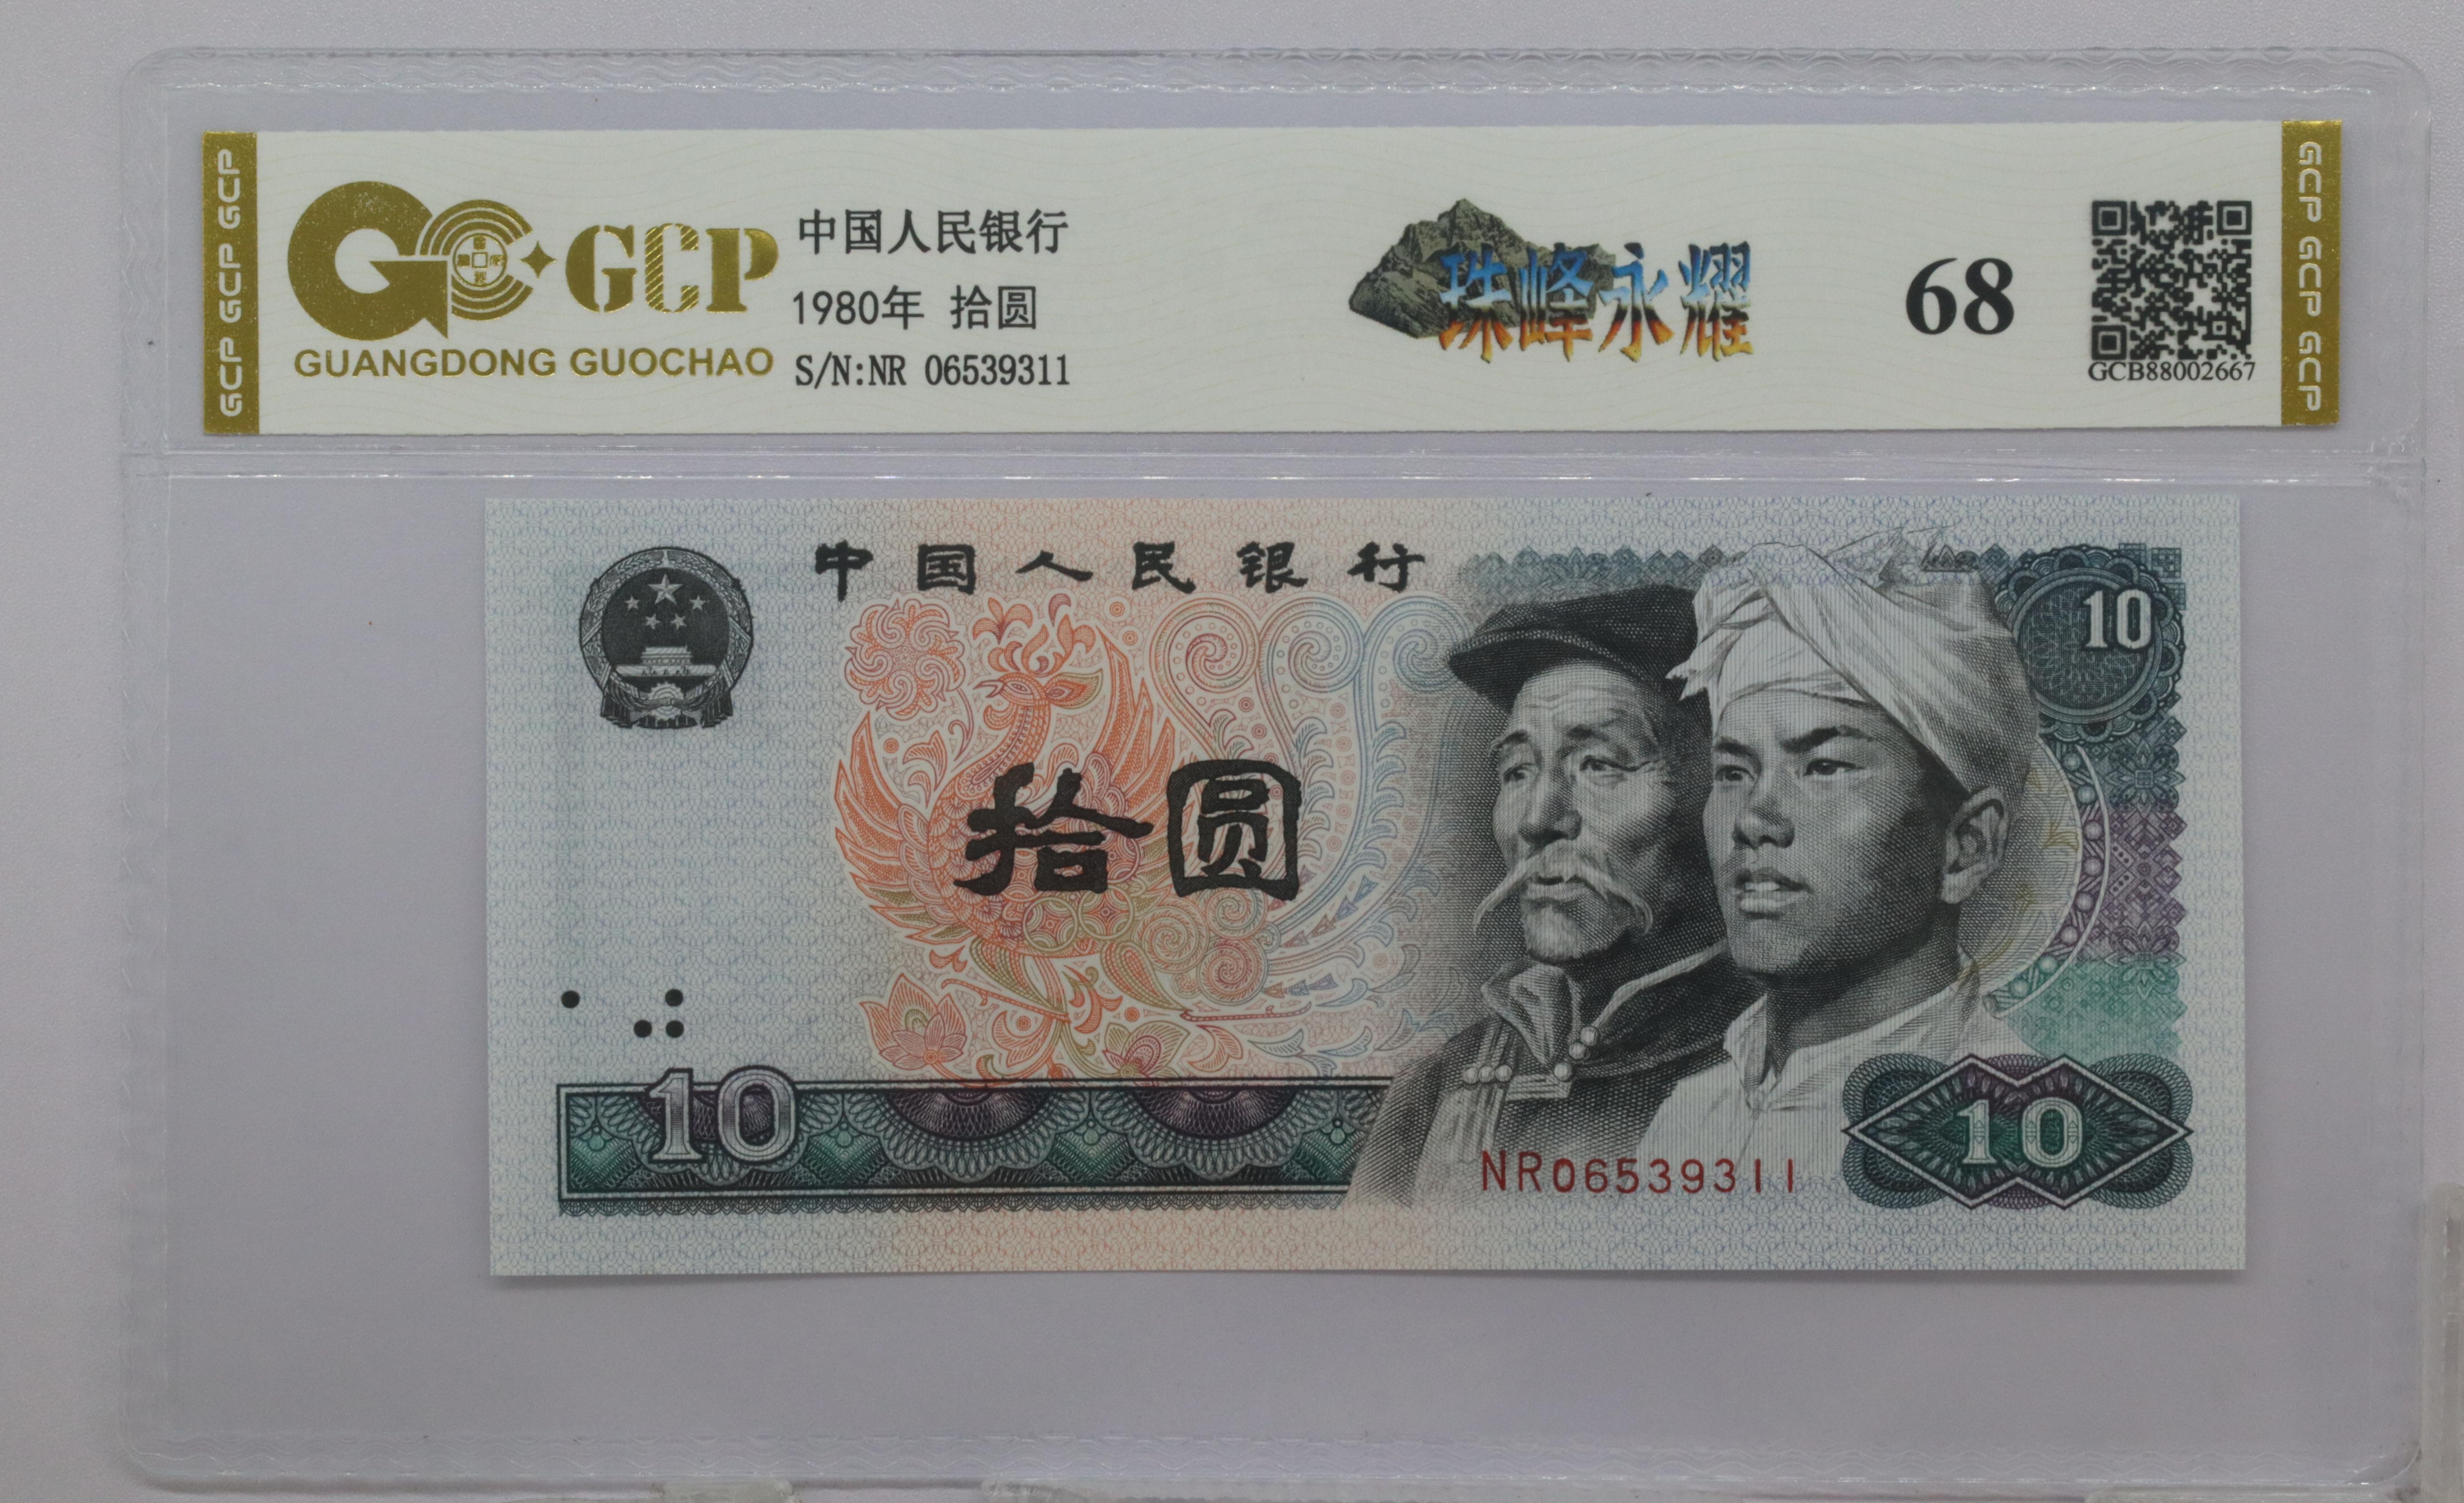 GCP GCP GCP
GCP
GUANGDONG GUOCHAO
中国人民银行
1980年 拾圆
S/N:NR 06539311
珠峰永耀
68
GCB88002667
GCP GCP GCP
中国人民银行
10
拾圆
10
NR06539311
10